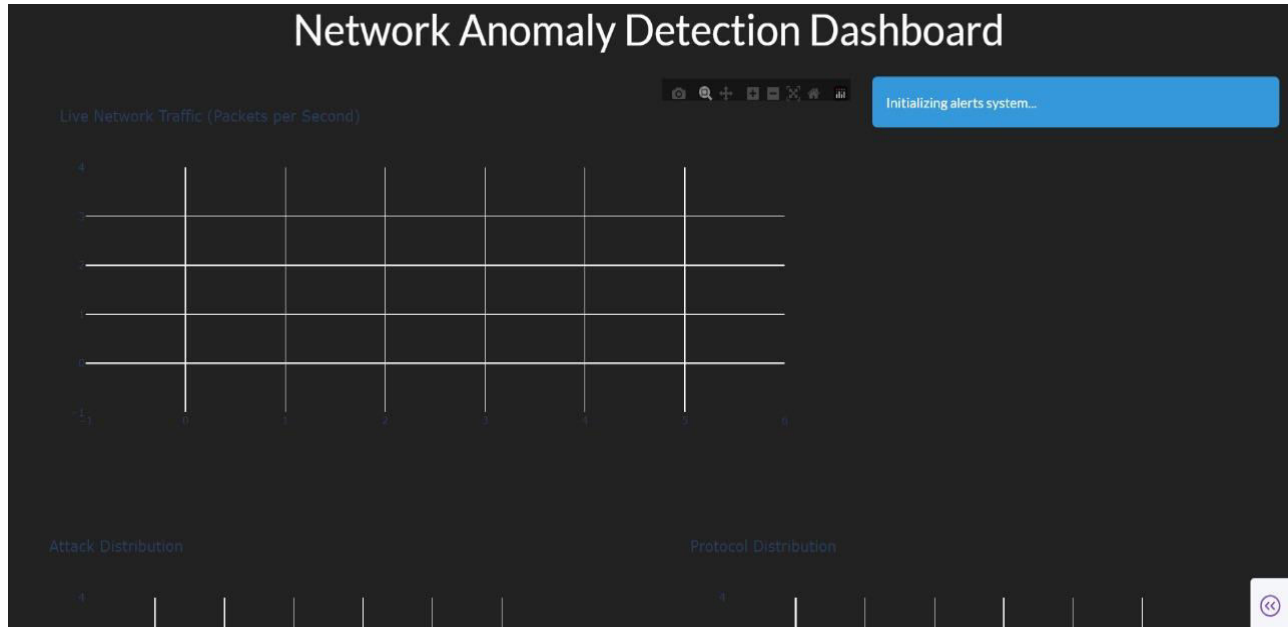 Network Anomaly Detection Dashboard
Initializing alerts system...
Live Network Traffic (Packets per Second)
4
3
2
1
0
−1
−1 0 1 2 3 4 5 6
Attack Distribution
Protocol Distribution
4
4